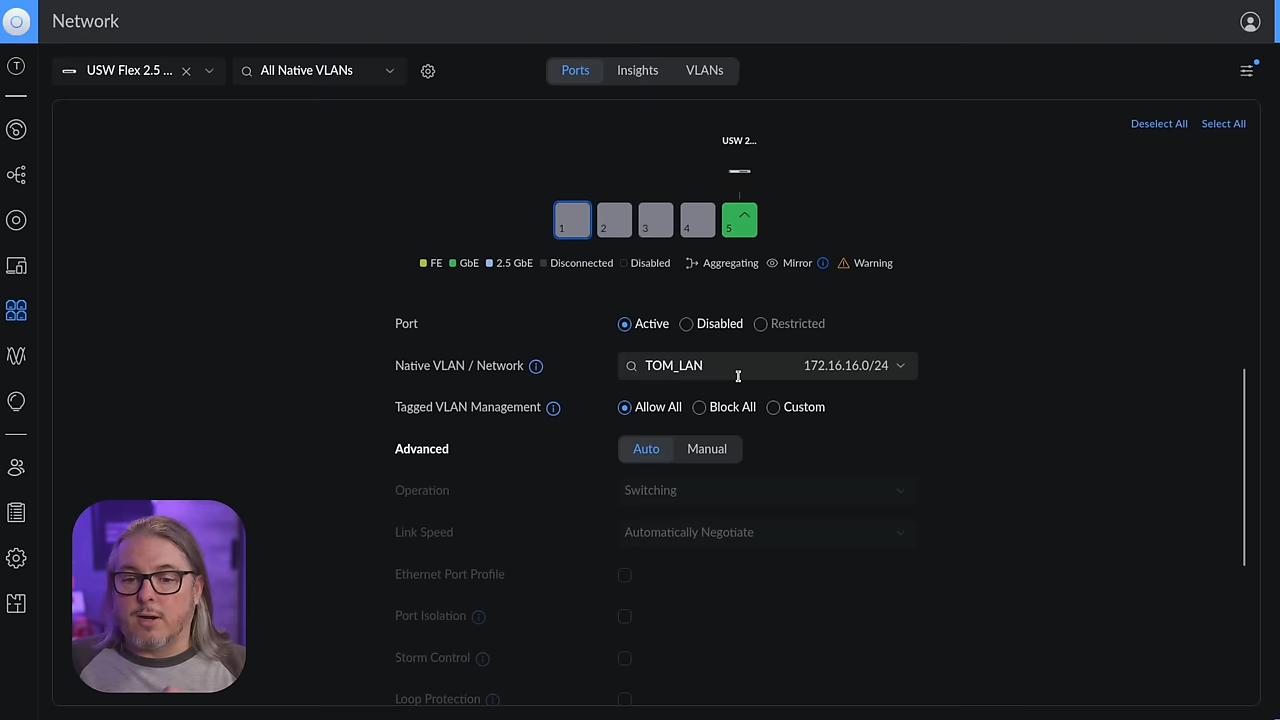 Network
USW Flex 2.5 ...
All Native VLANs
Ports
Insights
VLANs
T
Deselect All
Select All
USW 2...
1
2
3
4
5
FE
GbE
2.5 GbE
Disconnected
Disabled
Aggregating
Mirror
Warning
Port
Active
Disabled
Restricted
Native VLAN / Network
TOM_LAN
172.16.16.0/24
Tagged VLAN Management
Allow All
Block All
Custom
Advanced
Auto
Manual
Operation
Switching
Link Speed
Automatically Negotiate
Ethernet Port Profile
Port Isolation
Storm Control
Loop Protection